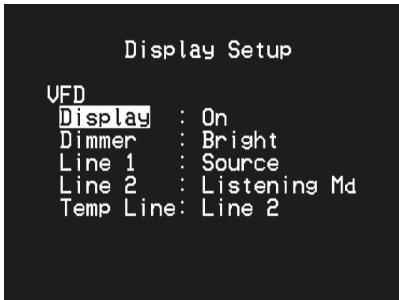 Display Setup
VFD
Display : On
Dimmer : Bright
Line 1 : Source
Line 2 : Listening Md
Temp Line: Line 2